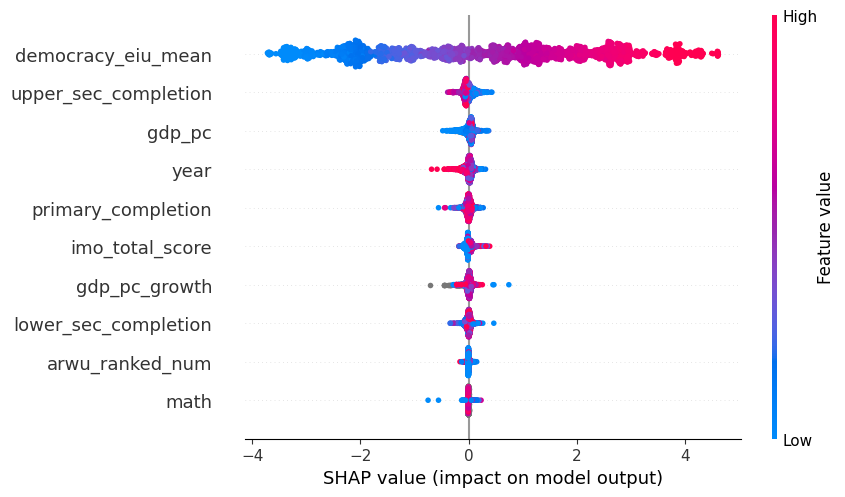 High
democracy_eiu_mean
upper_sec_completion
gdp_pc
year
primary_completion
imo_total_score
gdp_pc_growth
lower_sec_completion
arwu_ranked_num
math
Feature value
Low
−4 −2 0 2 4
SHAP value (impact on model output)